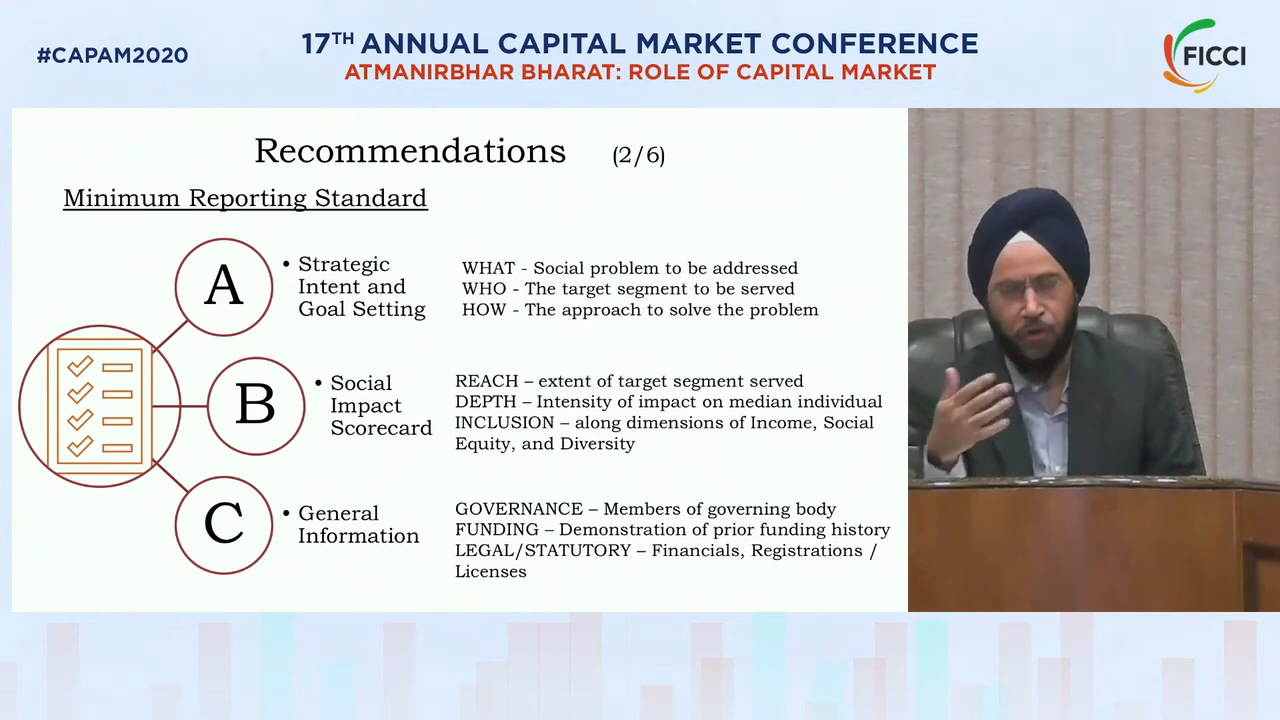 #CAPAM2020
17TH ANNUAL CAPITAL MARKET CONFERENCE
ATMANIRBHAR BHARAT: ROLE OF CAPITAL MARKET
FICCI
Recommendations (2/6)
Minimum Reporting Standard
A
• Strategic
Intent and
Goal Setting
WHAT - Social problem to be addressed
WHO - The target segment to be served
HOW - The approach to solve the problem
B
• Social
Impact
Scorecard
REACH – extent of target segment served
DEPTH – Intensity of impact on median individual
INCLUSION – along dimensions of Income, Social
Equity, and Diversity
C
• General
Information
GOVERNANCE – Members of governing body
FUNDING – Demonstration of prior funding history
LEGAL/STATUTORY – Financials, Registrations /
Licenses